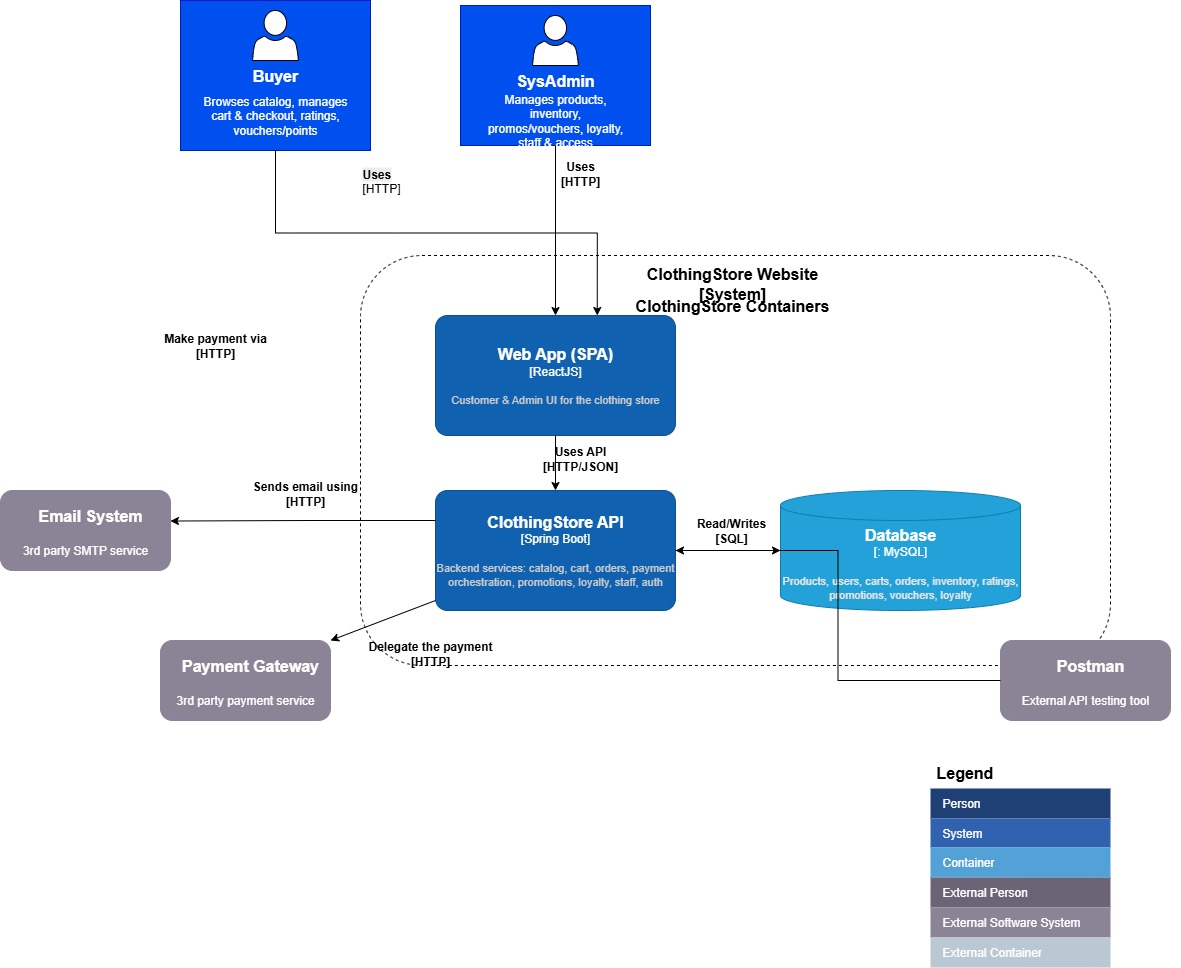 Buyer
Browses catalog, manages
cart & checkout, ratings,
vouchers/points
SysAdmin
Manages products,
inventory,
promos/vouchers, loyalty,
staff & access
Uses
[HTTP]
Uses
[HTTP]
ClothingStore Website
[System]
ClothingStore Containers
Make payment via
[HTTP]
Web App (SPA)
[ReactJS]
Customer & Admin UI for the clothing store
Uses API
[HTTP/JSON]
Sends email using
[HTTP]
Email System
3rd party SMTP service
ClothingStore API
[Spring Boot]
Backend services: catalog, cart, orders, payment
orchestration, promotions, loyalty, staff, auth
Read/Writes
[SQL]
Database
[: MySQL]
Products, users, carts, orders, inventory, ratings,
promotions, vouchers, loyalty
Delegate the payment
[HTTP]
Payment Gateway
3rd party payment service
Postman
External API testing tool
Legend
Person
System
Container
External Person
External Software System
External Container